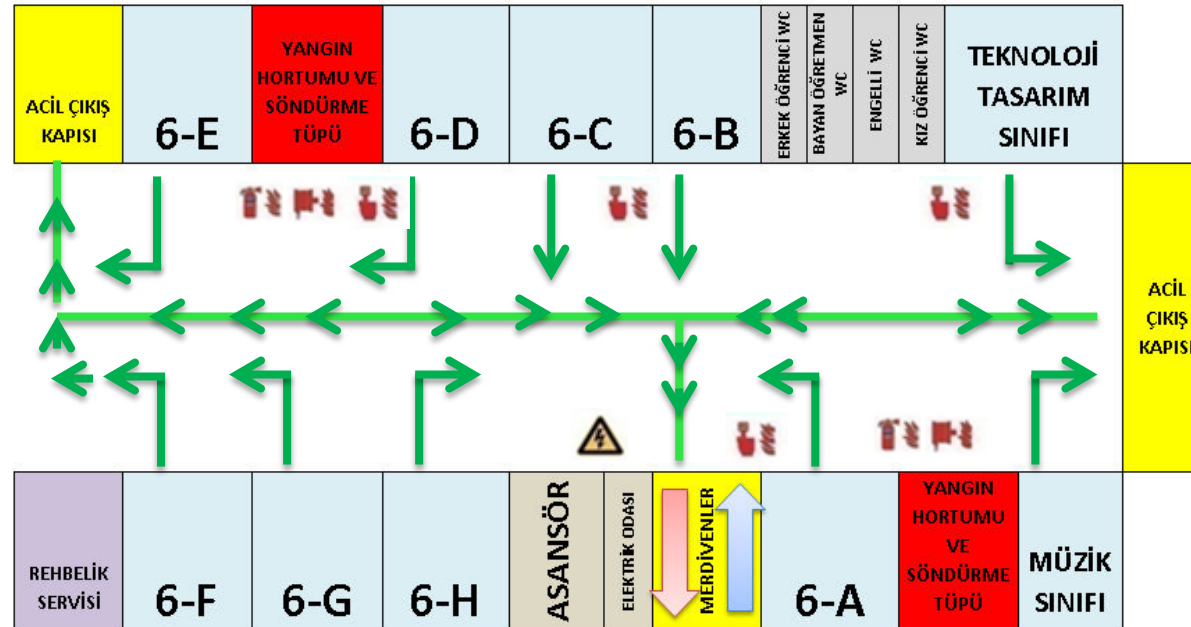 ACİL ÇIKIŞ
KAPISI
6-E
YANGIN
HORTUMU VE
SÖNDÜRME
TÜPÜ
6-D
6-C
6-B
ERKEK ÖĞRENCİ WC
BAYAN ÖĞRETMEN
WC
ENGELLİ WC
KIZ ÖĞRENCİ WC
TEKNOLOJİ
TASARIM
SINIFI
ACİL
ÇIKIŞ
KAPISI
REHBELİK
SERVİSİ
6-F
6-G
6-H
ASANSÖR
ELEKTRİK ODASI
MERDİVENLER
6-A
YANGIN
HORTUMU
VE
SÖNDÜRME
TÜPÜ
MÜZİK
SINIFI